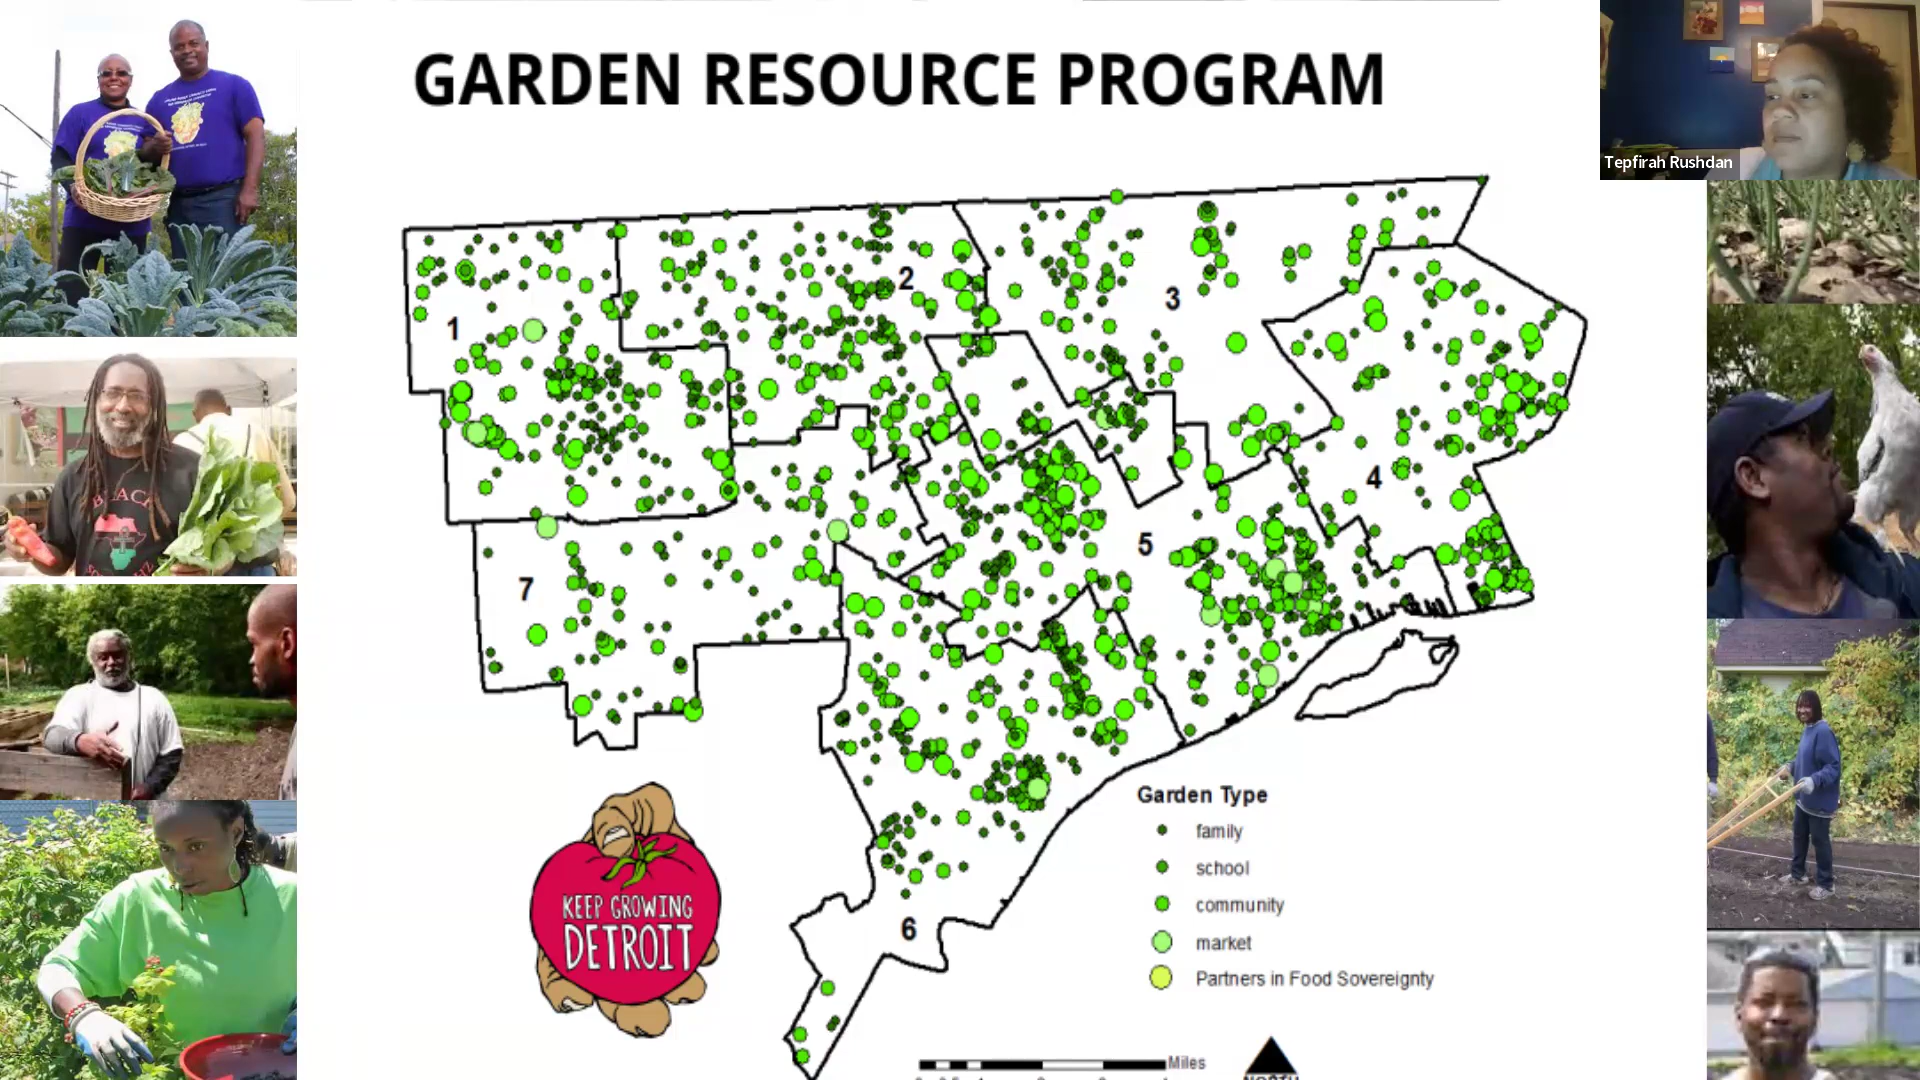 GARDEN RESOURCE PROGRAM
Tepfirah Rushdan
1
2
3
4
5
6
7
KEEP GROWING
DETROIT
Garden Type
family
school
community
market
Partners in Food Sovereignty
Miles
NORTH